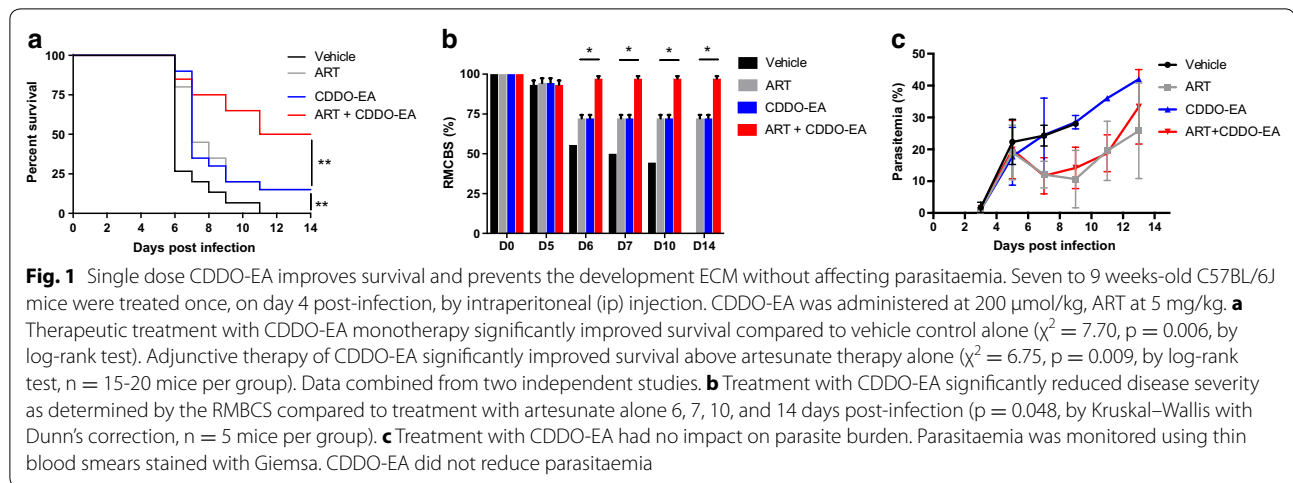 a
100
75
50
25
0
Percent survival
0 2 4 6 8 10 12 14
Days post infection
Vehicle
ART
CDDO-EA
ART + CDDO-EA
**
**
b
100
75
50
25
0
RMCBS (%)
D0 D5 D6 D7 D10 D14
* * * *
Vehicle
ART
CDDO-EA
ART + CDDO-EA
c
50
40
30
20
10
0
Parasitemia (%)
0 2 4 6 8 10 12 14
Days post infection
Vehicle
ART
CDDO-EA
ART+CDDO-EA
Fig. 1 Single dose CDDO-EA improves survival and prevents the development ECM without affecting parasitaemia. Seven to 9 weeks-old C57BL/6J
mice were treated once, on day 4 post-infection, by intraperitoneal (ip) injection. CDDO-EA was administered at 200 μmol/kg, ART at 5 mg/kg. a
Therapeutic treatment with CDDO-EA monotherapy significantly improved survival compared to vehicle control alone (χ² = 7.70, p = 0.006, by
log-rank test). Adjunctive therapy of CDDO-EA significantly improved survival above artesunate therapy alone (χ² = 6.75, p = 0.009, by log-rank
test, n = 15-20 mice per group). Data combined from two independent studies. b Treatment with CDDO-EA significantly reduced disease severity
as determined by the RMBCS compared to treatment with artesunate alone 6, 7, 10, and 14 days post-infection (p = 0.048, by Kruskal–Wallis with
Dunn's correction, n = 5 mice per group). c Treatment with CDDO-EA had no impact on parasite burden. Parasitaemia was monitored using thin
blood smears stained with Giemsa. CDDO-EA did not reduce parasitaemia